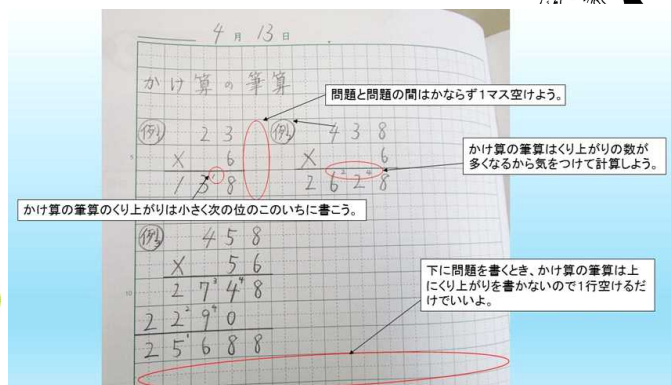 4月13日
かけ算の筆算
問題と問題の間はかならず1マス空けよう。
例1 23
× 6
138
例2 438
× 6
2628
かけ算の筆算はくり上がりの数が
多くなるから気をつけて計算しよう。
かけ算の筆算のくり上がりは小さく次の位のこのいちに書こう。
例3 458
× 56
2748
2290
25688
下に問題を書くとき、かけ算の筆算は上
にくり上がりを書かないので1行空けるだ
けでいいよ。
5
10